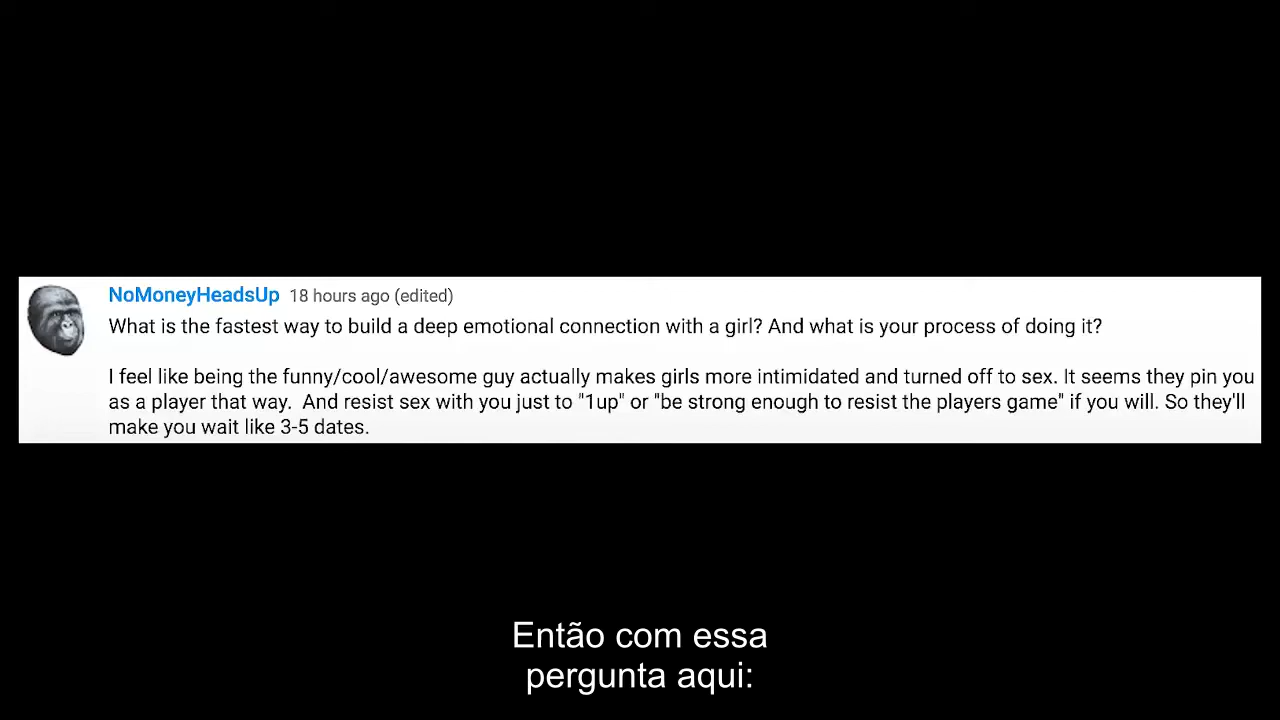 NoMoneyHeadsUp 18 hours ago (edited)
What is the fastest way to build a deep emotional connection with a girl? And what is your process of doing it?
I feel like being the funny/cool/awesome guy actually makes girls more intimidated and turned off to sex. It seems they pin you
as a player that way.  And resist sex with you just to "1up" or "be strong enough to resist the players game" if you will. So they'll
make you wait like 3-5 dates.
Então com essa
pergunta aqui: